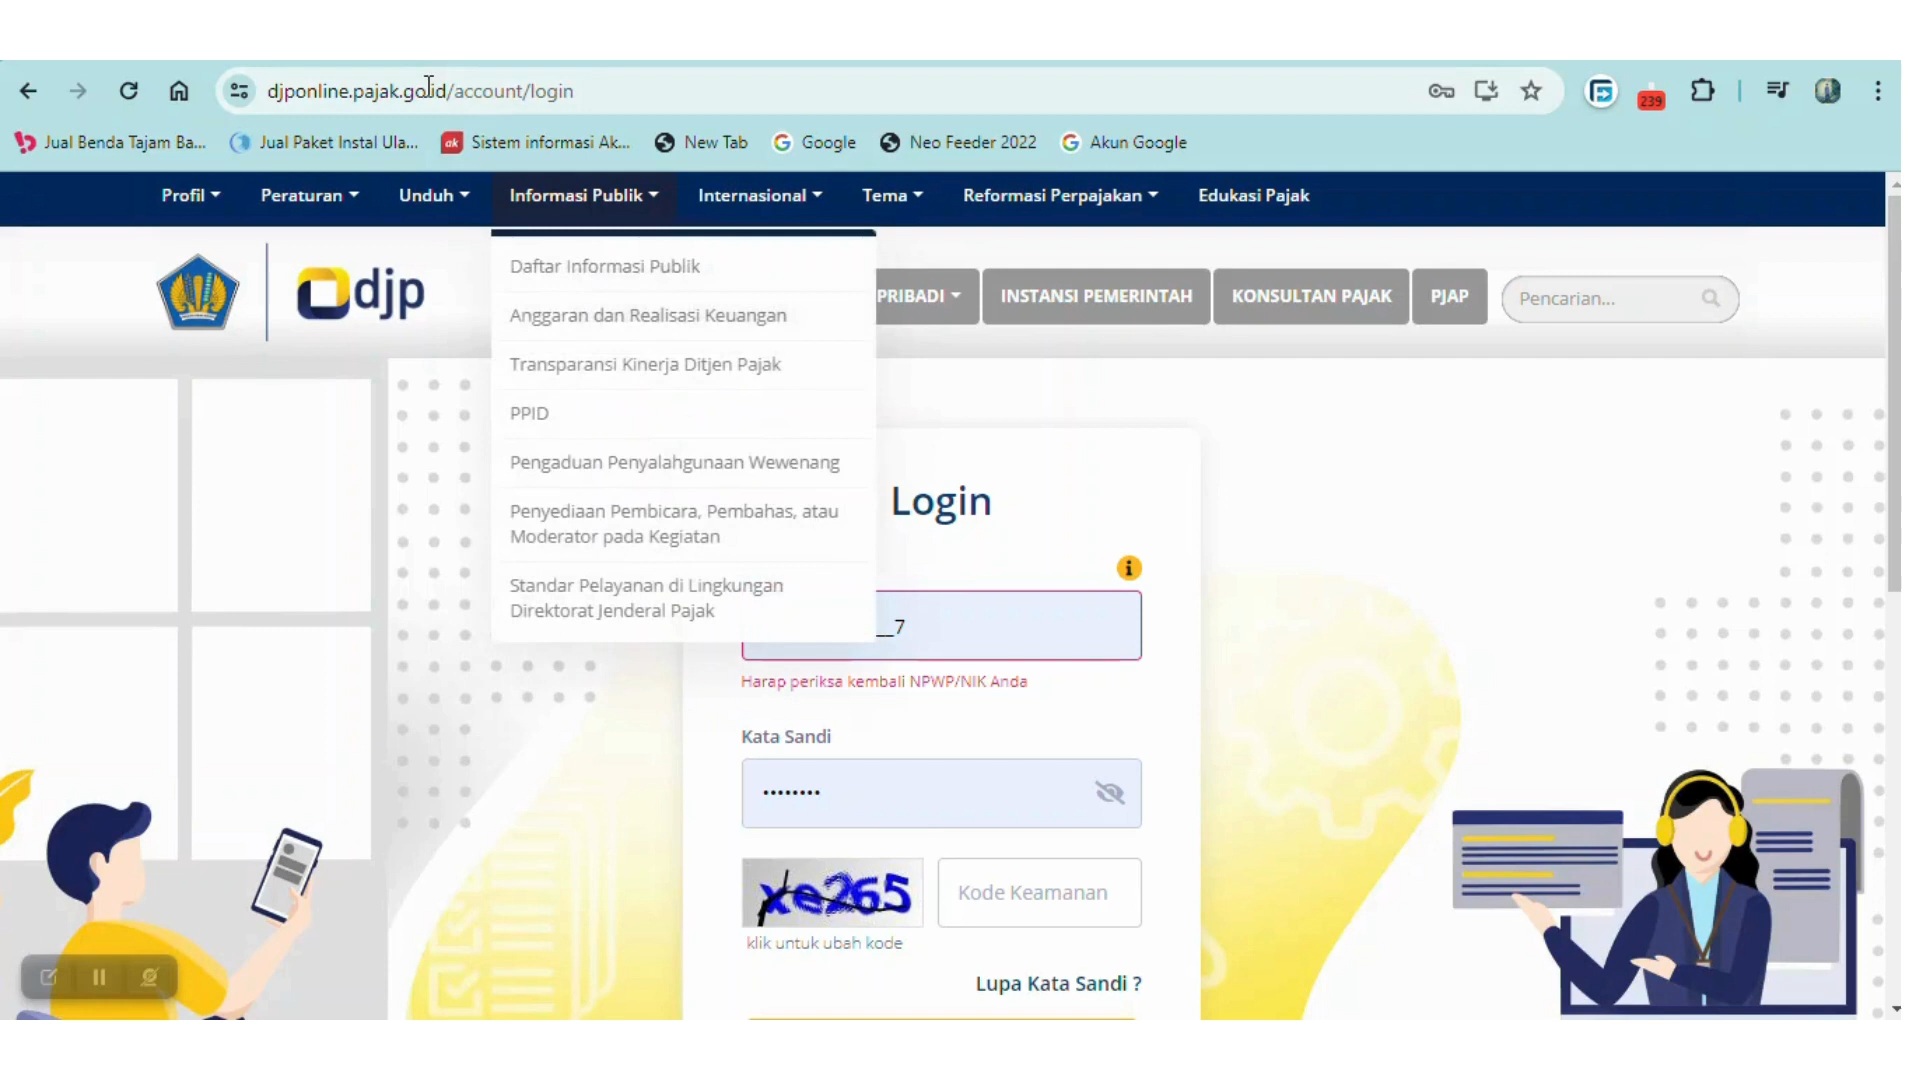 djponline.pajak.go.id/account/login
239
Jual Benda Tajam Ba...
Jual Paket Instal Ula...
ak
Sistem informasi Ak...
New Tab
Google
Neo Feeder 2022
Akun Google
Profil
Peraturan
Unduh
Informasi Publik
Internasional
Tema
Reformasi Perpajakan
Edukasi Pajak
djp
PRIBADI
INSTANSI PEMERINTAH
KONSULTAN PAJAK
PJAP
Pencarian...
Daftar Informasi Publik
Anggaran dan Realisasi Keuangan
Transparansi Kinerja Ditjen Pajak
PPID
Pengaduan Penyalahgunaan Wewenang
Penyediaan Pembicara, Pembahas, atau
Moderator pada Kegiatan
Standar Pelayanan di Lingkungan
Direktorat Jenderal Pajak
Login
__7
Harap periksa kembali NPWP/NIK Anda
Kata Sandi
••••••••
xe265
Kode Keamanan
klik untuk ubah kode
Lupa Kata Sandi ?